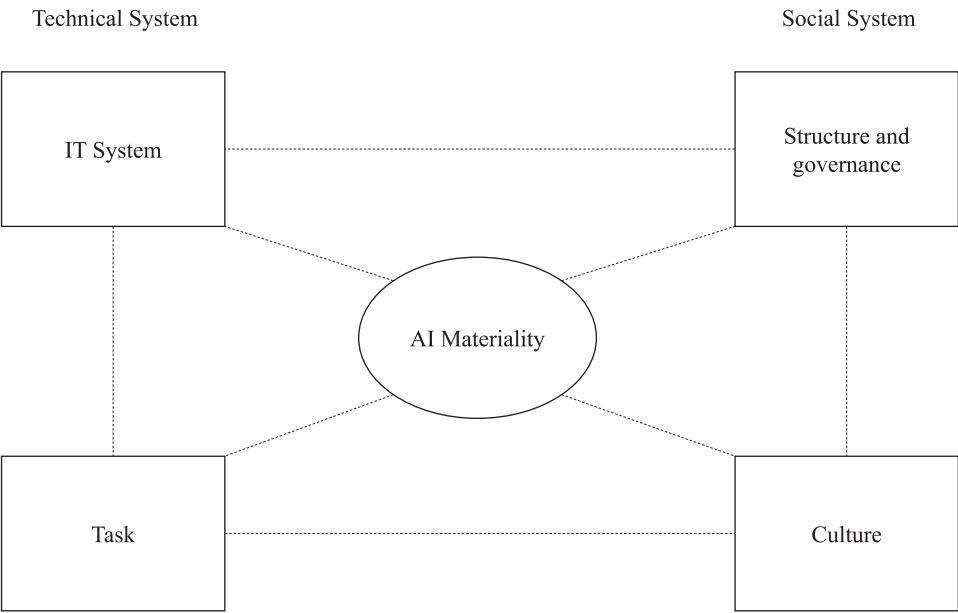 Technical System
Social System
IT System
Structure and
governance
AI Materiality
Task
Culture